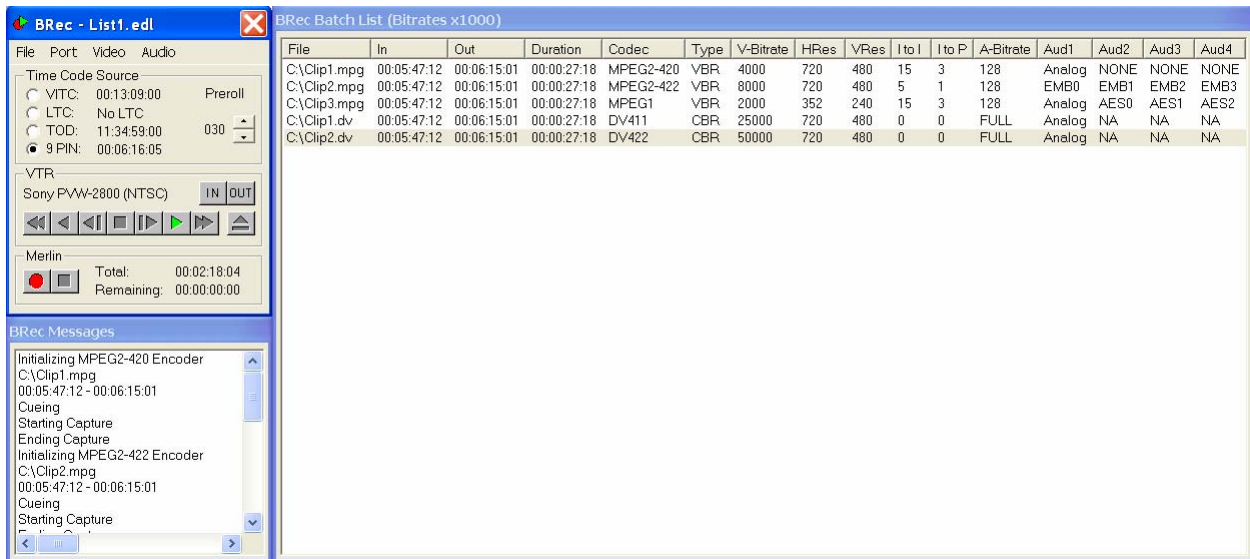 BRec - List1.edl
File Port Video Audio
Time Code Source
VITC: 00:13:09:00 Preroll
LTC: No LTC
TOD: 11:34:59:00 030
9 PIN: 00:06:16:05
VTR
Sony PVW-2800 (NTSC) IN OUT
Merlin
Total: 00:02:18:04
Remaining: 00:00:00:00
BRec Messages
Initializing MPEG2-420 Encoder
C:\Clip1.mpg
00:05:47:12 - 00:06:15:01
Cueing
Starting Capture
Ending Capture
Initializing MPEG2-422 Encoder
C:\Clip2.mpg
00:05:47:12 - 00:06:15:01
Cueing
Starting Capture
BRec Batch List (Bitrates x1000)
File In Out Duration Codec Type V-Bitrate HRes VRes I to I I to P A-Bitrate Aud1 Aud2 Aud3 Aud4
C:\Clip1.mpg 00:05:47:12 00:06:15:01 00:00:27:18 MPEG2-420 VBR 4000 720 480 15 3 128 Analog NONE NONE NONE
C:\Clip2.mpg 00:05:47:12 00:06:15:01 00:00:27:18 MPEG2-422 VBR 8000 720 480 5 1 128 EMB0 EMB1 EMB2 EMB3
C:\Clip3.mpg 00:05:47:12 00:06:15:01 00:00:27:18 MPEG1 VBR 2000 352 240 15 3 128 Analog AES0 AES1 AES2
C:\Clip1.dv 00:05:47:12 00:06:15:01 00:00:27:18 DV411 CBR 25000 720 480 0 0 FULL Analog NA NA NA
C:\Clip2.dv 00:05:47:12 00:06:15:01 00:00:27:18 DV422 CBR 50000 720 480 0 0 FULL Analog NA NA NA